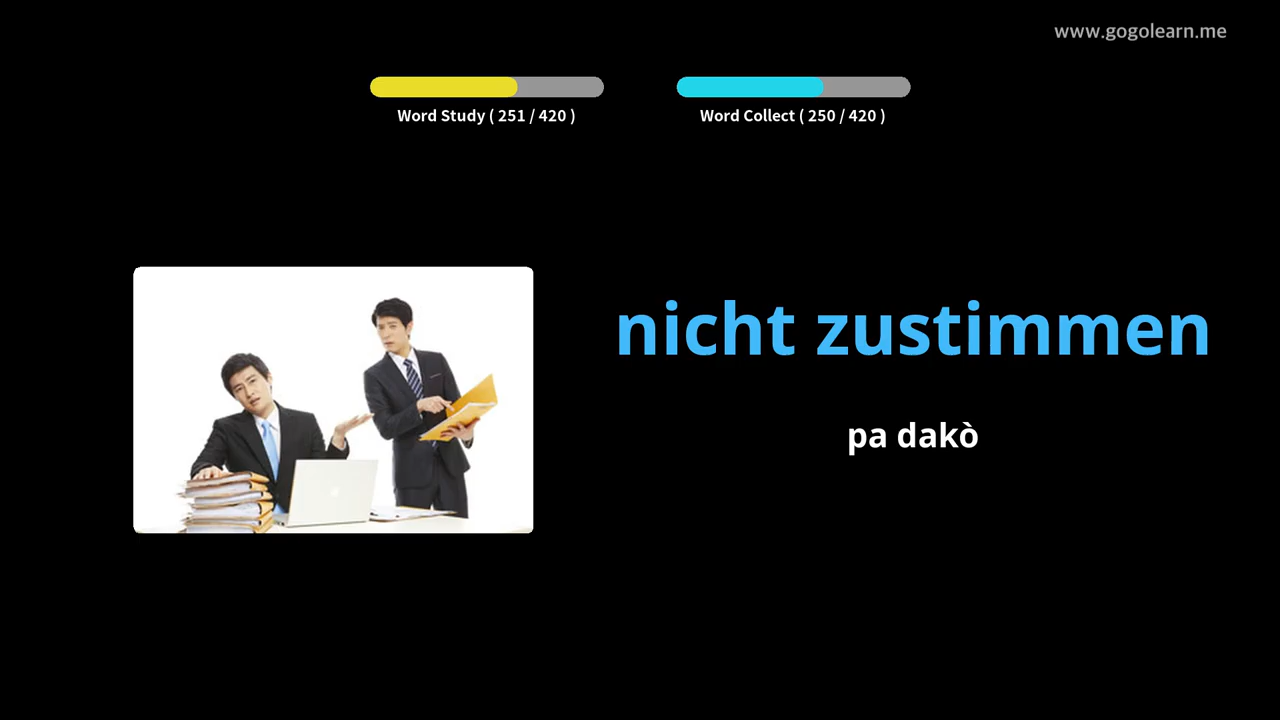 www.gogolearn.me
Word Study ( 251 / 420 )
Word Collect ( 250 / 420 )
nicht zustimmen
pa dakò